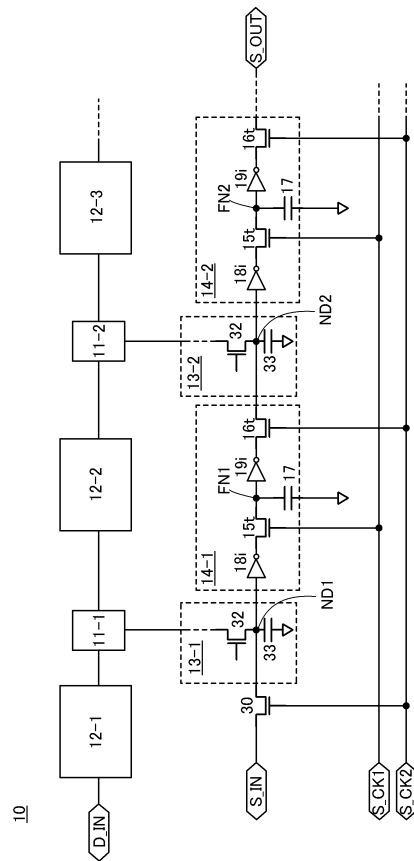 10
D_IN
12-1
11-1
12-2
11-2
12-3
13-1
32
33
ND1
14-1
18i
15t
FN1
17
19i
16t
13-2
32
33
ND2
14-2
18i
15t
FN2
17
19i
16t
S_IN
30
S_OUT
S_CK1
S_CK2